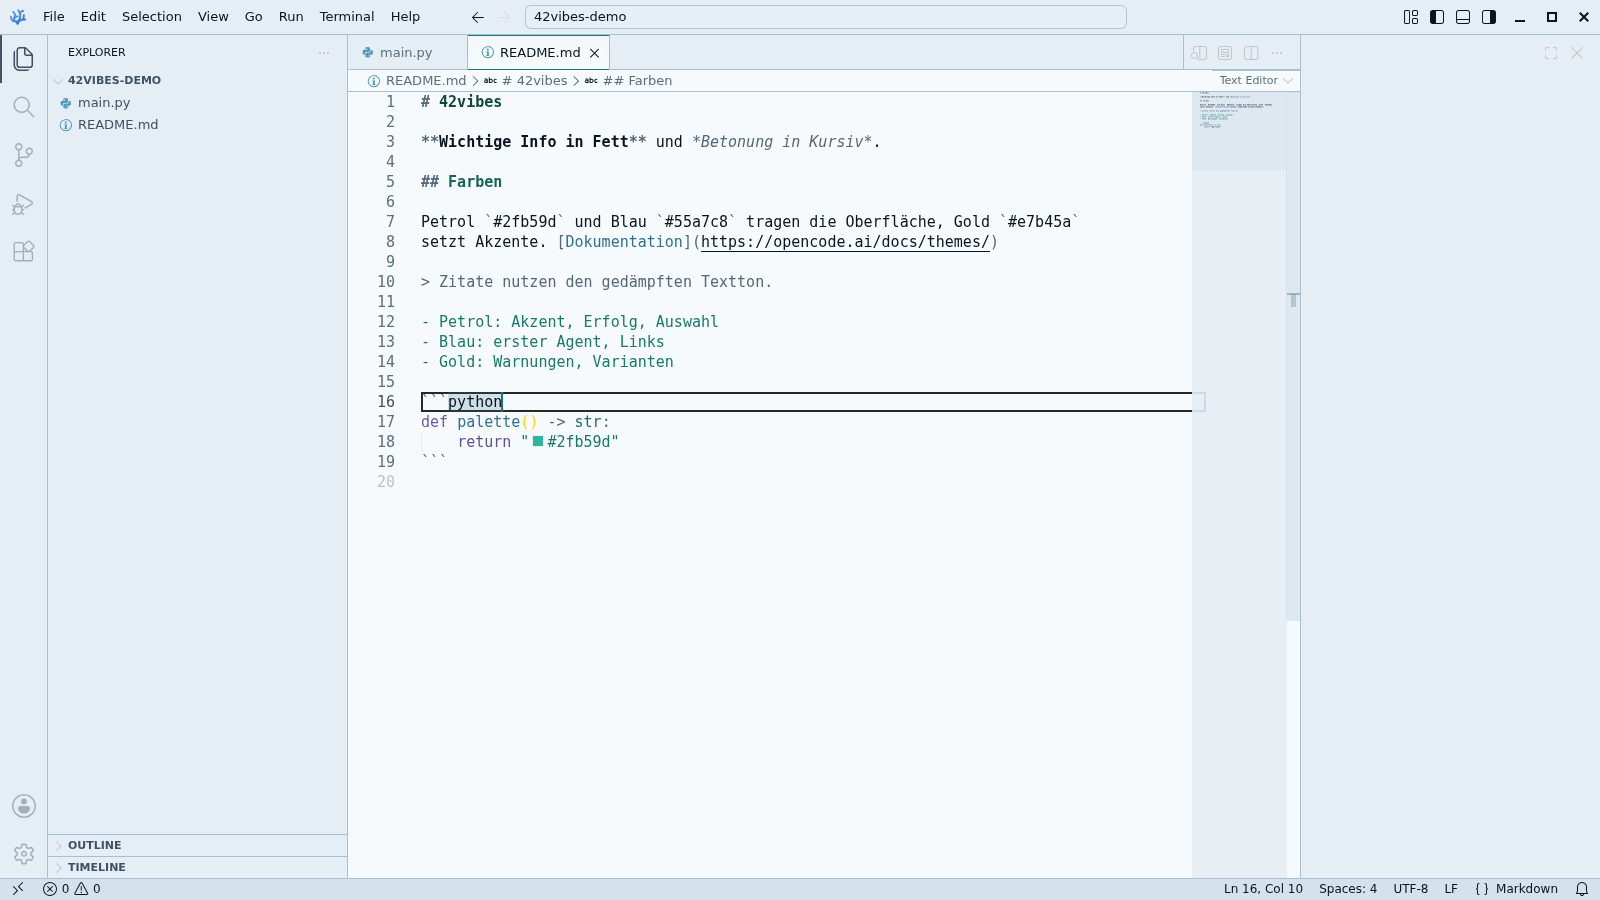 File Edit Selection View Go Run Terminal Help
42vibes-demo
EXPLORER
42VIBES-DEMO
main.py
README.md
OUTLINE
TIMELINE
main.py README.md
README.md > abc # 42vibes > abc ## Farben
Text Editor
1 # 42vibes
2
3 **Wichtige Info in Fett** und *Betonung in Kursiv*.
4
5 ## Farben
6
7 Petrol `#2fb59d` und Blau `#55a7c8` tragen die Oberfläche, Gold `#e7b45a`
8 setzt Akzente. [Dokumentation](https://opencode.ai/docs/themes/)
9
10 > Zitate nutzen den gedämpften Textton.
11
12 - Petrol: Akzent, Erfolg, Auswahl
13 - Blau: erster Agent, Links
14 - Gold: Warnungen, Varianten
15
16 ```python
17 def palette() -> str:
18     return "#2fb59d"
19 ```
20
0 0
Ln 16, Col 10 Spaces: 4 UTF-8 LF { } Markdown